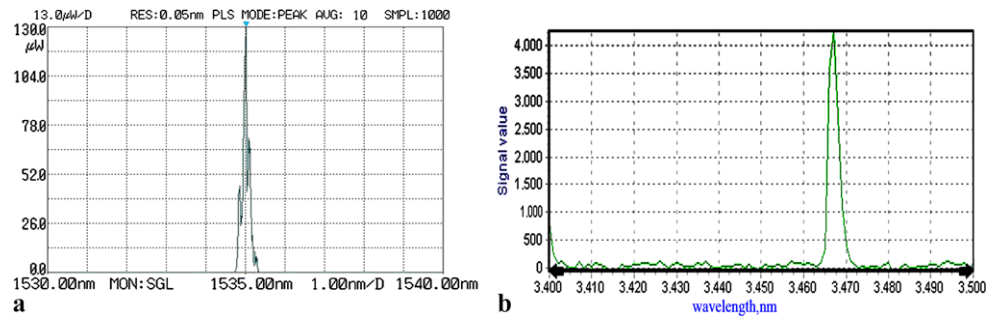 13.0µW/D RES:0.05nm PLS MODE:PEAK AVG: 10 SMPL:1000
130.0
µW
104.0
78.0
52.0
26.0
0.0
1530.00nm MON:SGL 1535.00nm 1.00nm/D 1540.00nm
a
Signal value
4.000
3.500
3.000
2.500
2.000
1.500
1.000
500
0
3.400 3.410 3.420 3.430 3.440 3.450 3.460 3.470 3.480 3.490 3.500
wavelength,nm
b